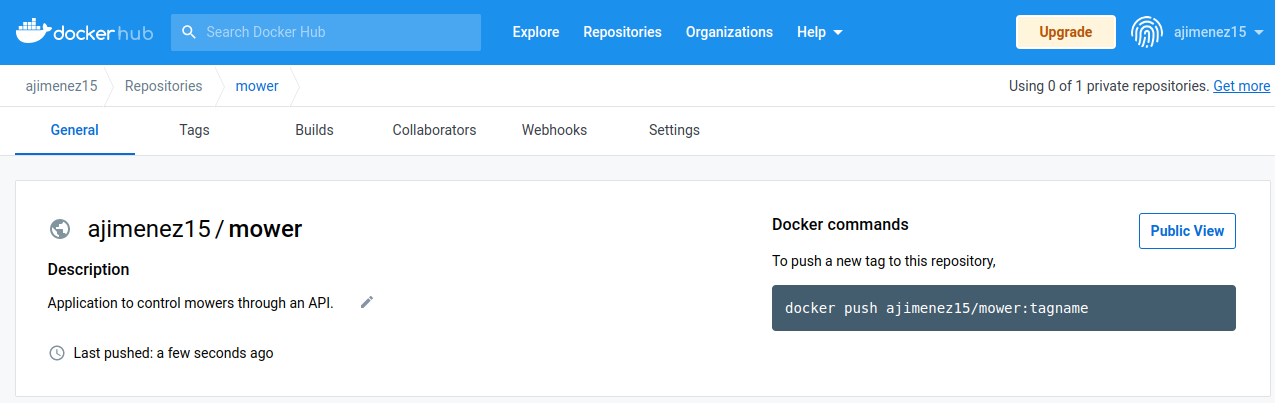 dockerhub Search Docker Hub Explore Repositories Organizations Help Upgrade ajimenez15
ajimenez15 Repositories mower Using 0 of 1 private repositories. Get more
General Tags Builds Collaborators Webhooks Settings
ajimenez15 / mower
Docker commands
Public View
Description
To push a new tag to this repository,
Application to control mowers through an API.
docker push ajimenez15/mower:tagname
Last pushed: a few seconds ago